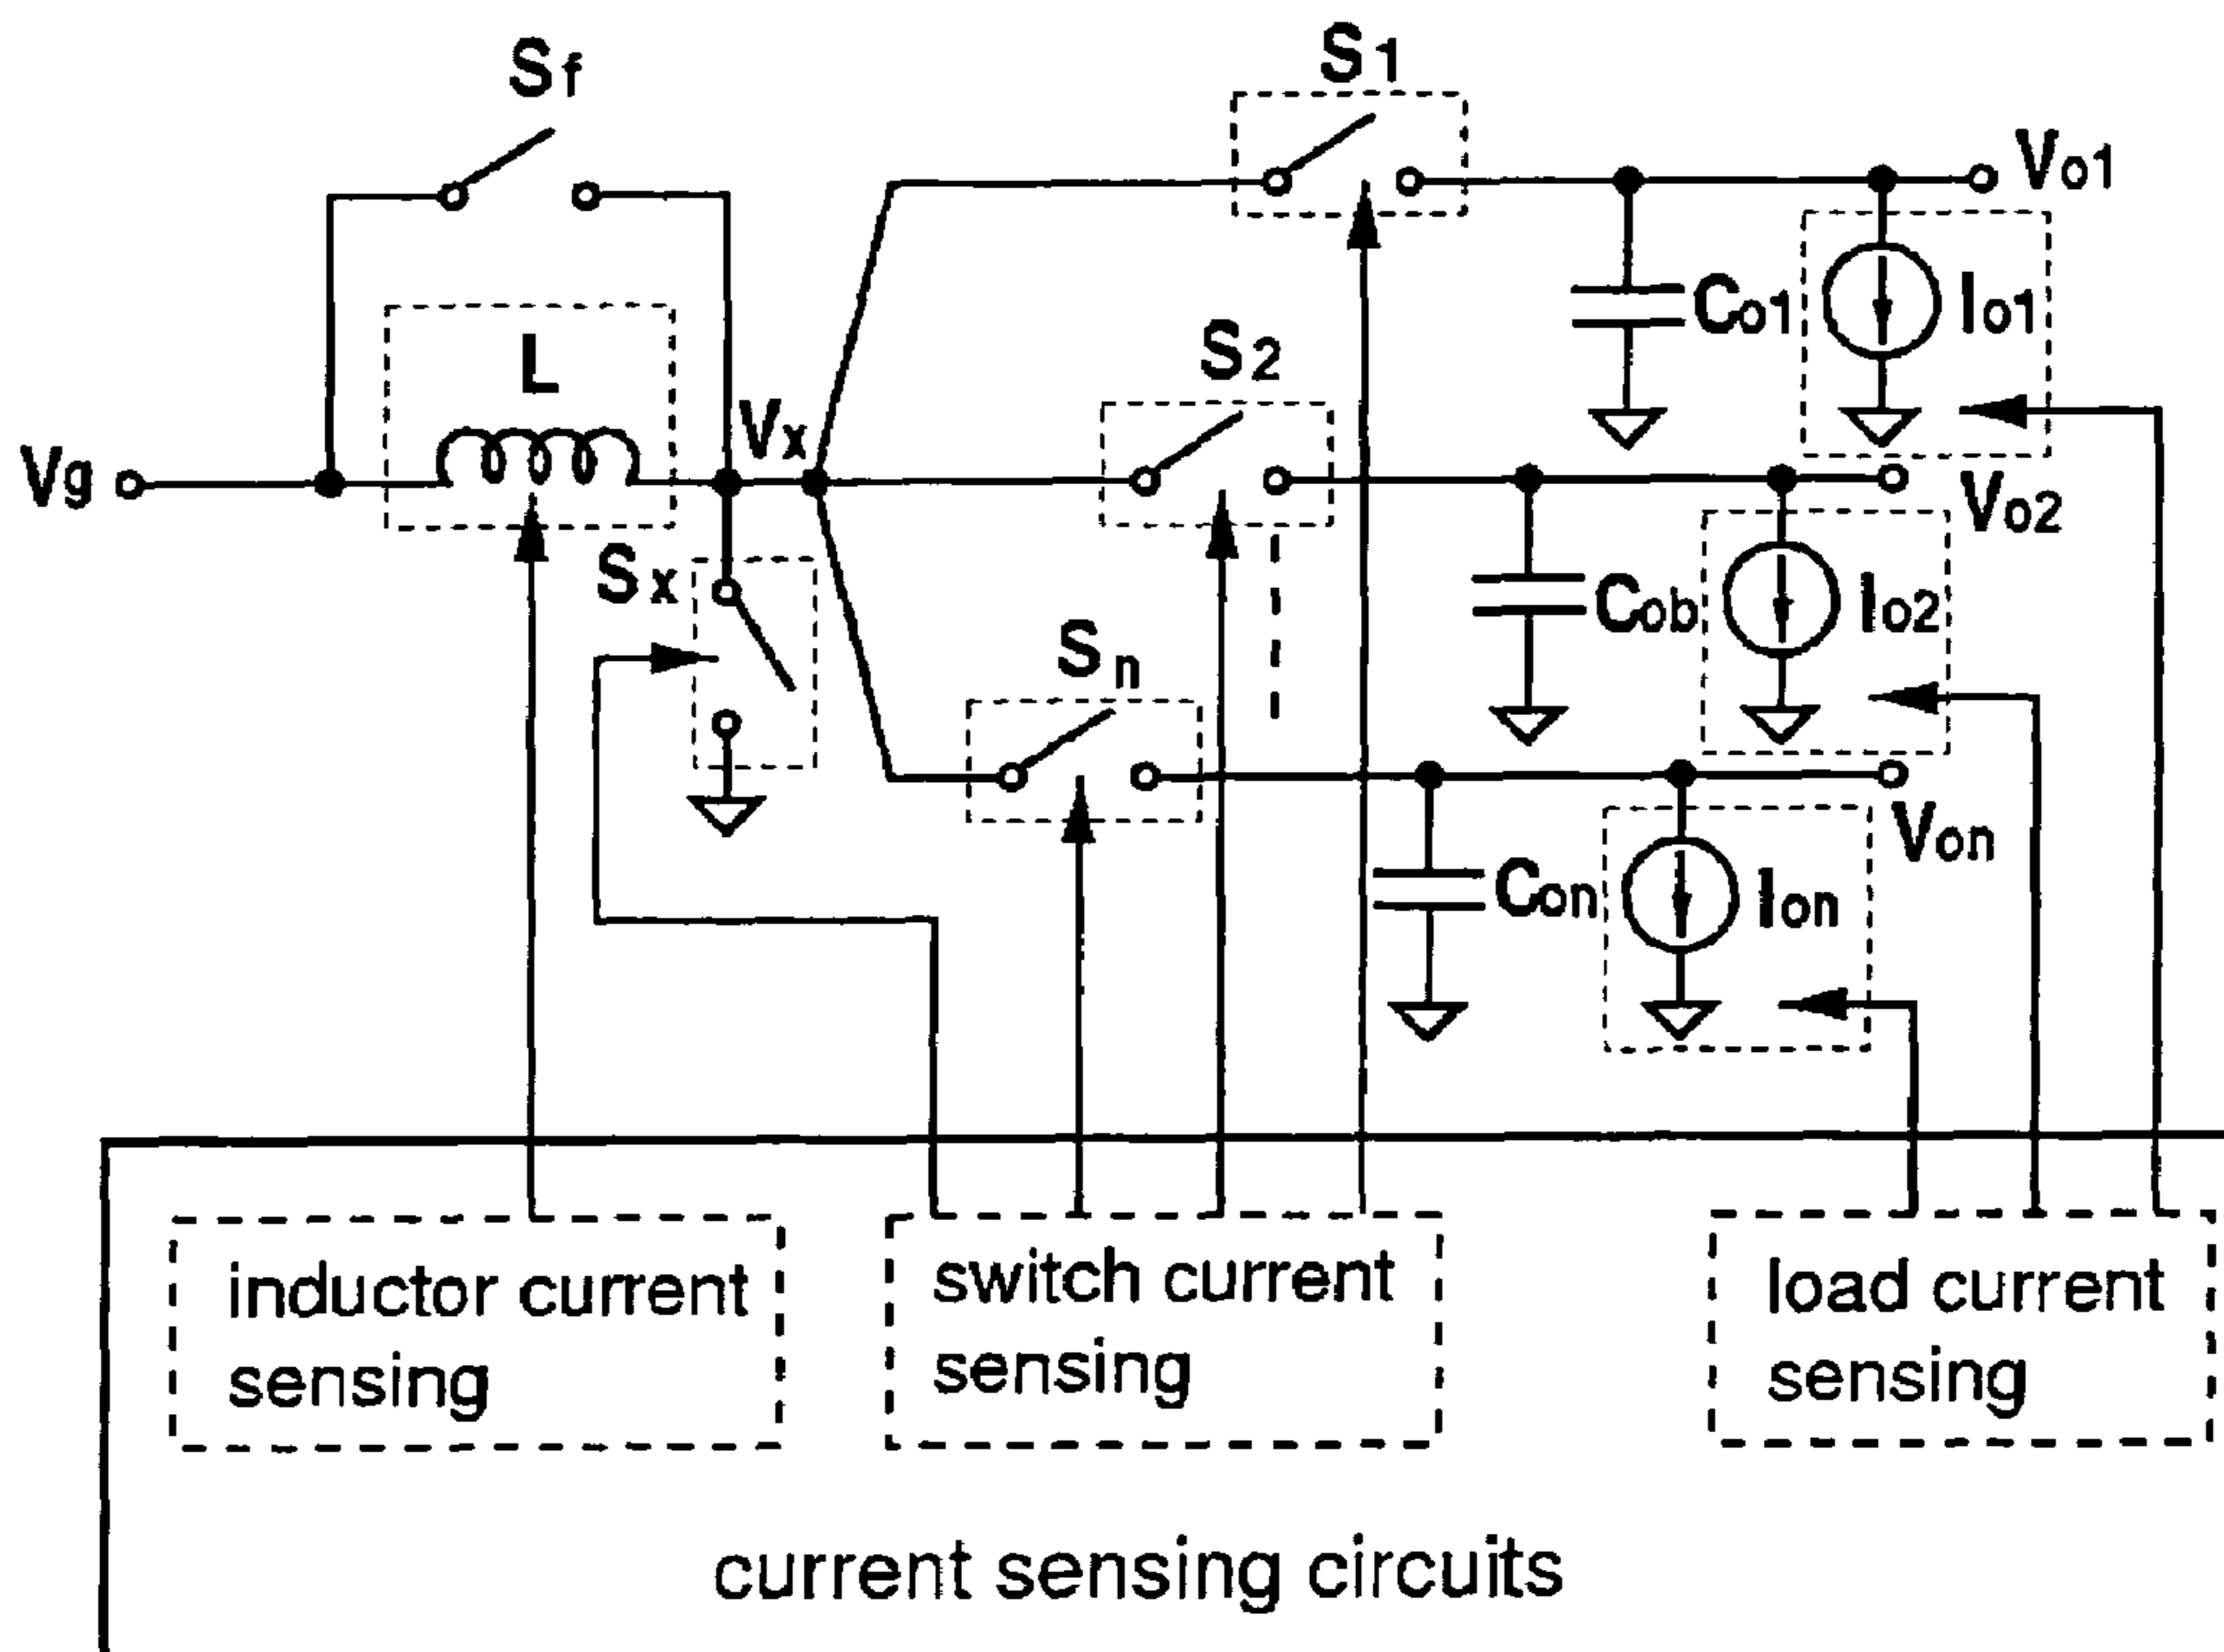 Sf
S1
Vo1
L
Co1
Io1
S2
Vx
Vg
Vo2
Sx
Cob
Io2
Sn
Von
Con
Ion
inductor current
sensing
switch current
sensing
load current
sensing
current sensing circuits